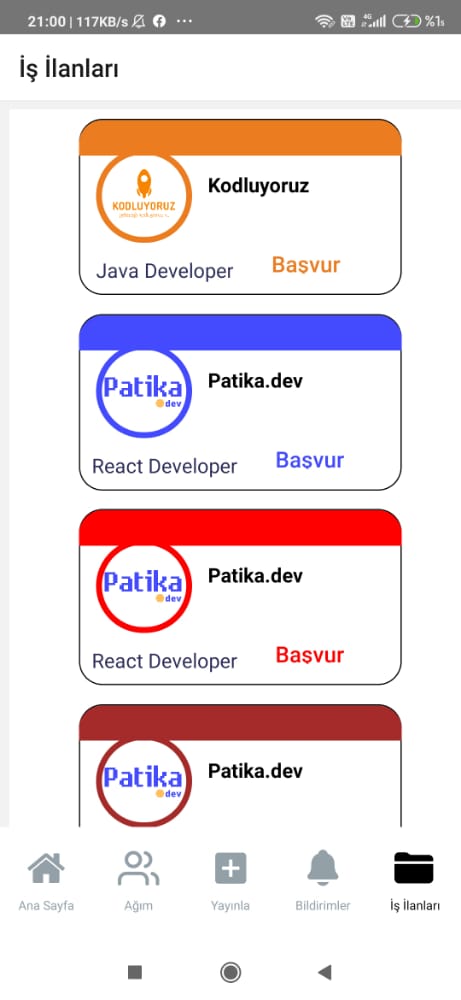 21:00 | 117KB/s
%15
İş İlanları
Kodluyoruz
KODLUYORUZ
Java Developer
Başvur
Patika.dev
Patika
dev
React Developer
Başvur
Patika.dev
Patika
dev
React Developer
Başvur
Patika.dev
Patika
dev
Ana Sayfa
Ağım
Yayınla
Bildirimler
İş İlanları